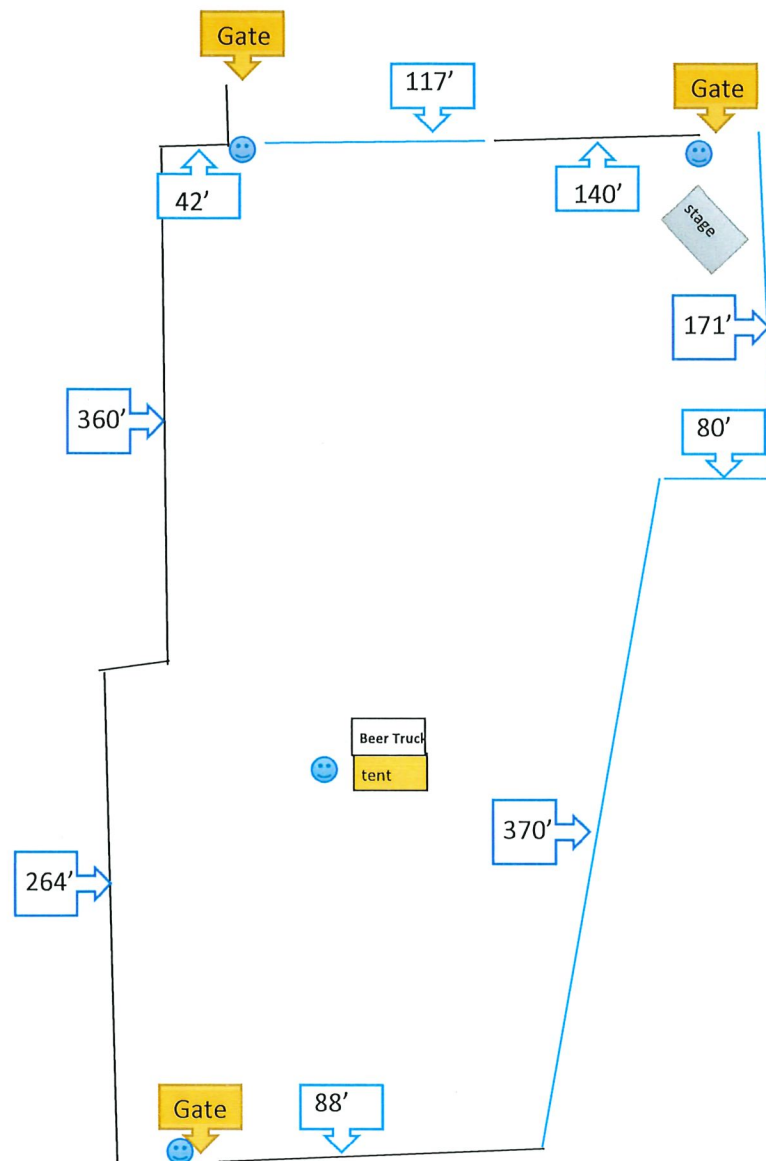 Gate
117’
Gate
42’
140’
stage
171’
360’
80’
Beer Truck
tent
370’
264’
Gate
88’